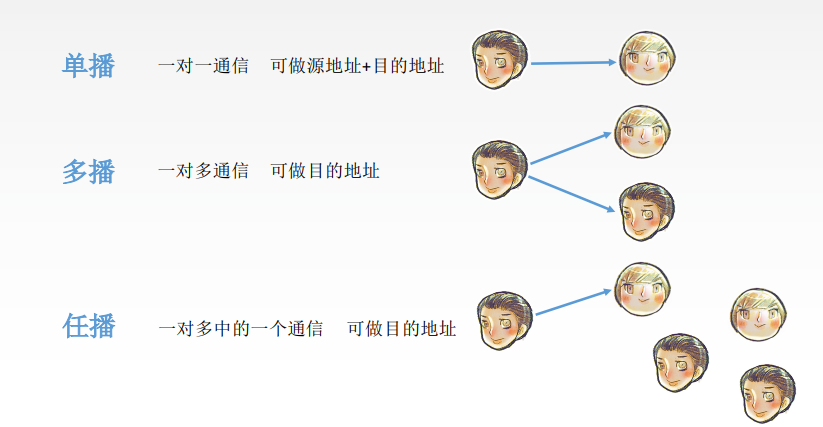 单播 一对一通信 可做源地址+目的地址
多播 一对多通信 可做目的地址
任播 一对多中的一个通信 可做目的地址